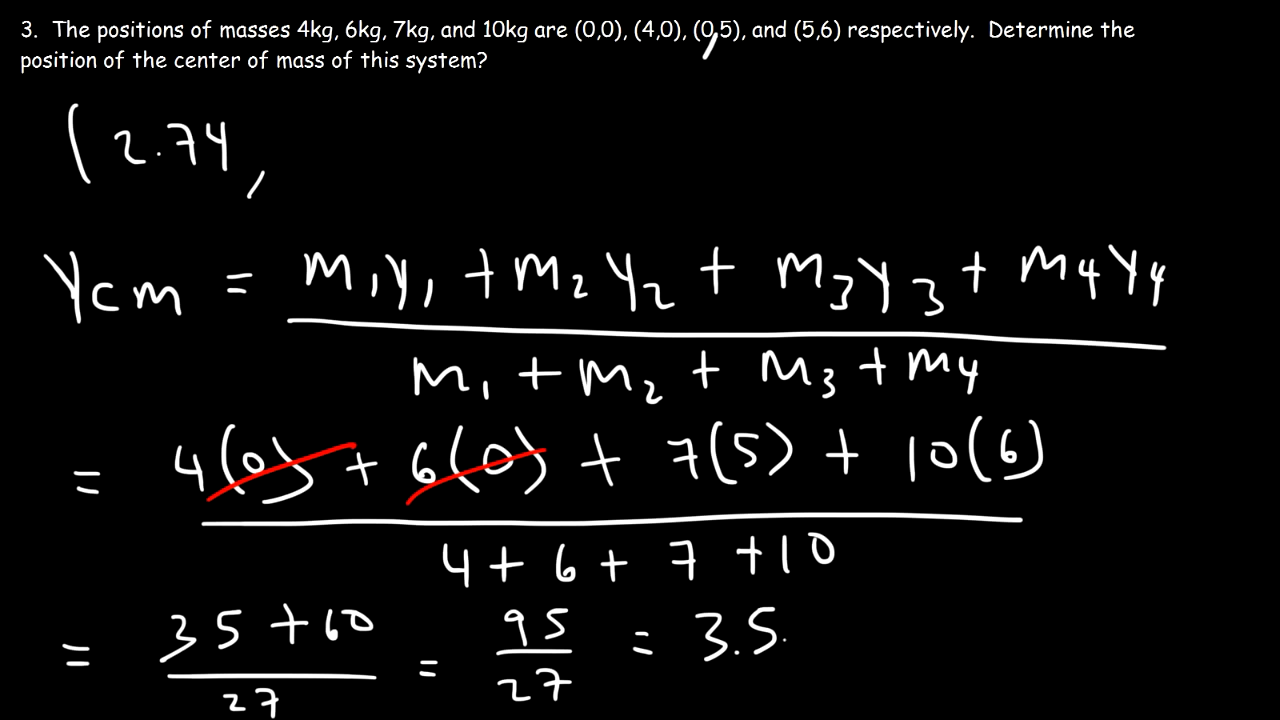 3. The positions of masses 4kg, 6kg, 7kg, and 10kg are (0,0), (4,0), (0,5), and (5,6) respectively. Determine the
position of the center of mass of this system?
(2.74,
Ycm = m₁y₁ + m₂y₂ + m₃y₃ + m₄y₄
m₁ + m₂ + m₃ + m₄
= 4(0) + 6(0) + 7(5) + 10(6)
4 + 6 + 7 + 10
= 35 + 60 = 95 = 3.5
27 27